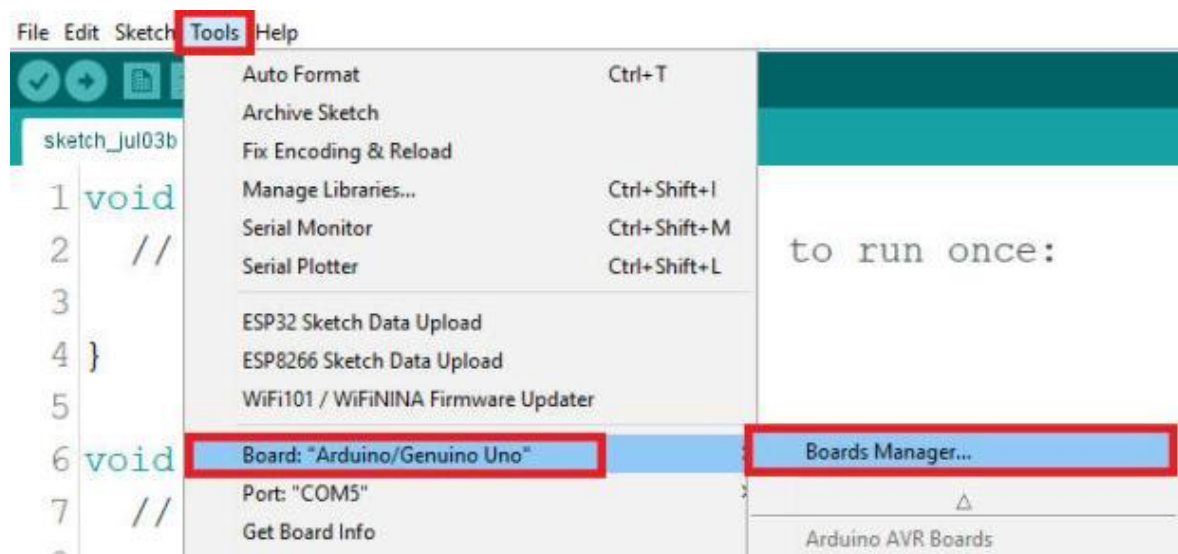 File Edit Sketch Tools Help
Auto Format Ctrl+T
Archive Sketch
sketch_jul03b
Fix Encoding & Reload
1 void
Manage Libraries... Ctrl+Shift+I
Serial Monitor Ctrl+Shift+M
2 // to run once:
Serial Plotter Ctrl+Shift+L
3
ESP32 Sketch Data Upload
4 }
ESP8266 Sketch Data Upload
5
WiFi101 / WiFiNINA Firmware Updater
6 void
Board: "Arduino/Genuino Uno"
Boards Manager...
Port: "COM5"
7 //
Get Board Info
Arduino AVR Boards